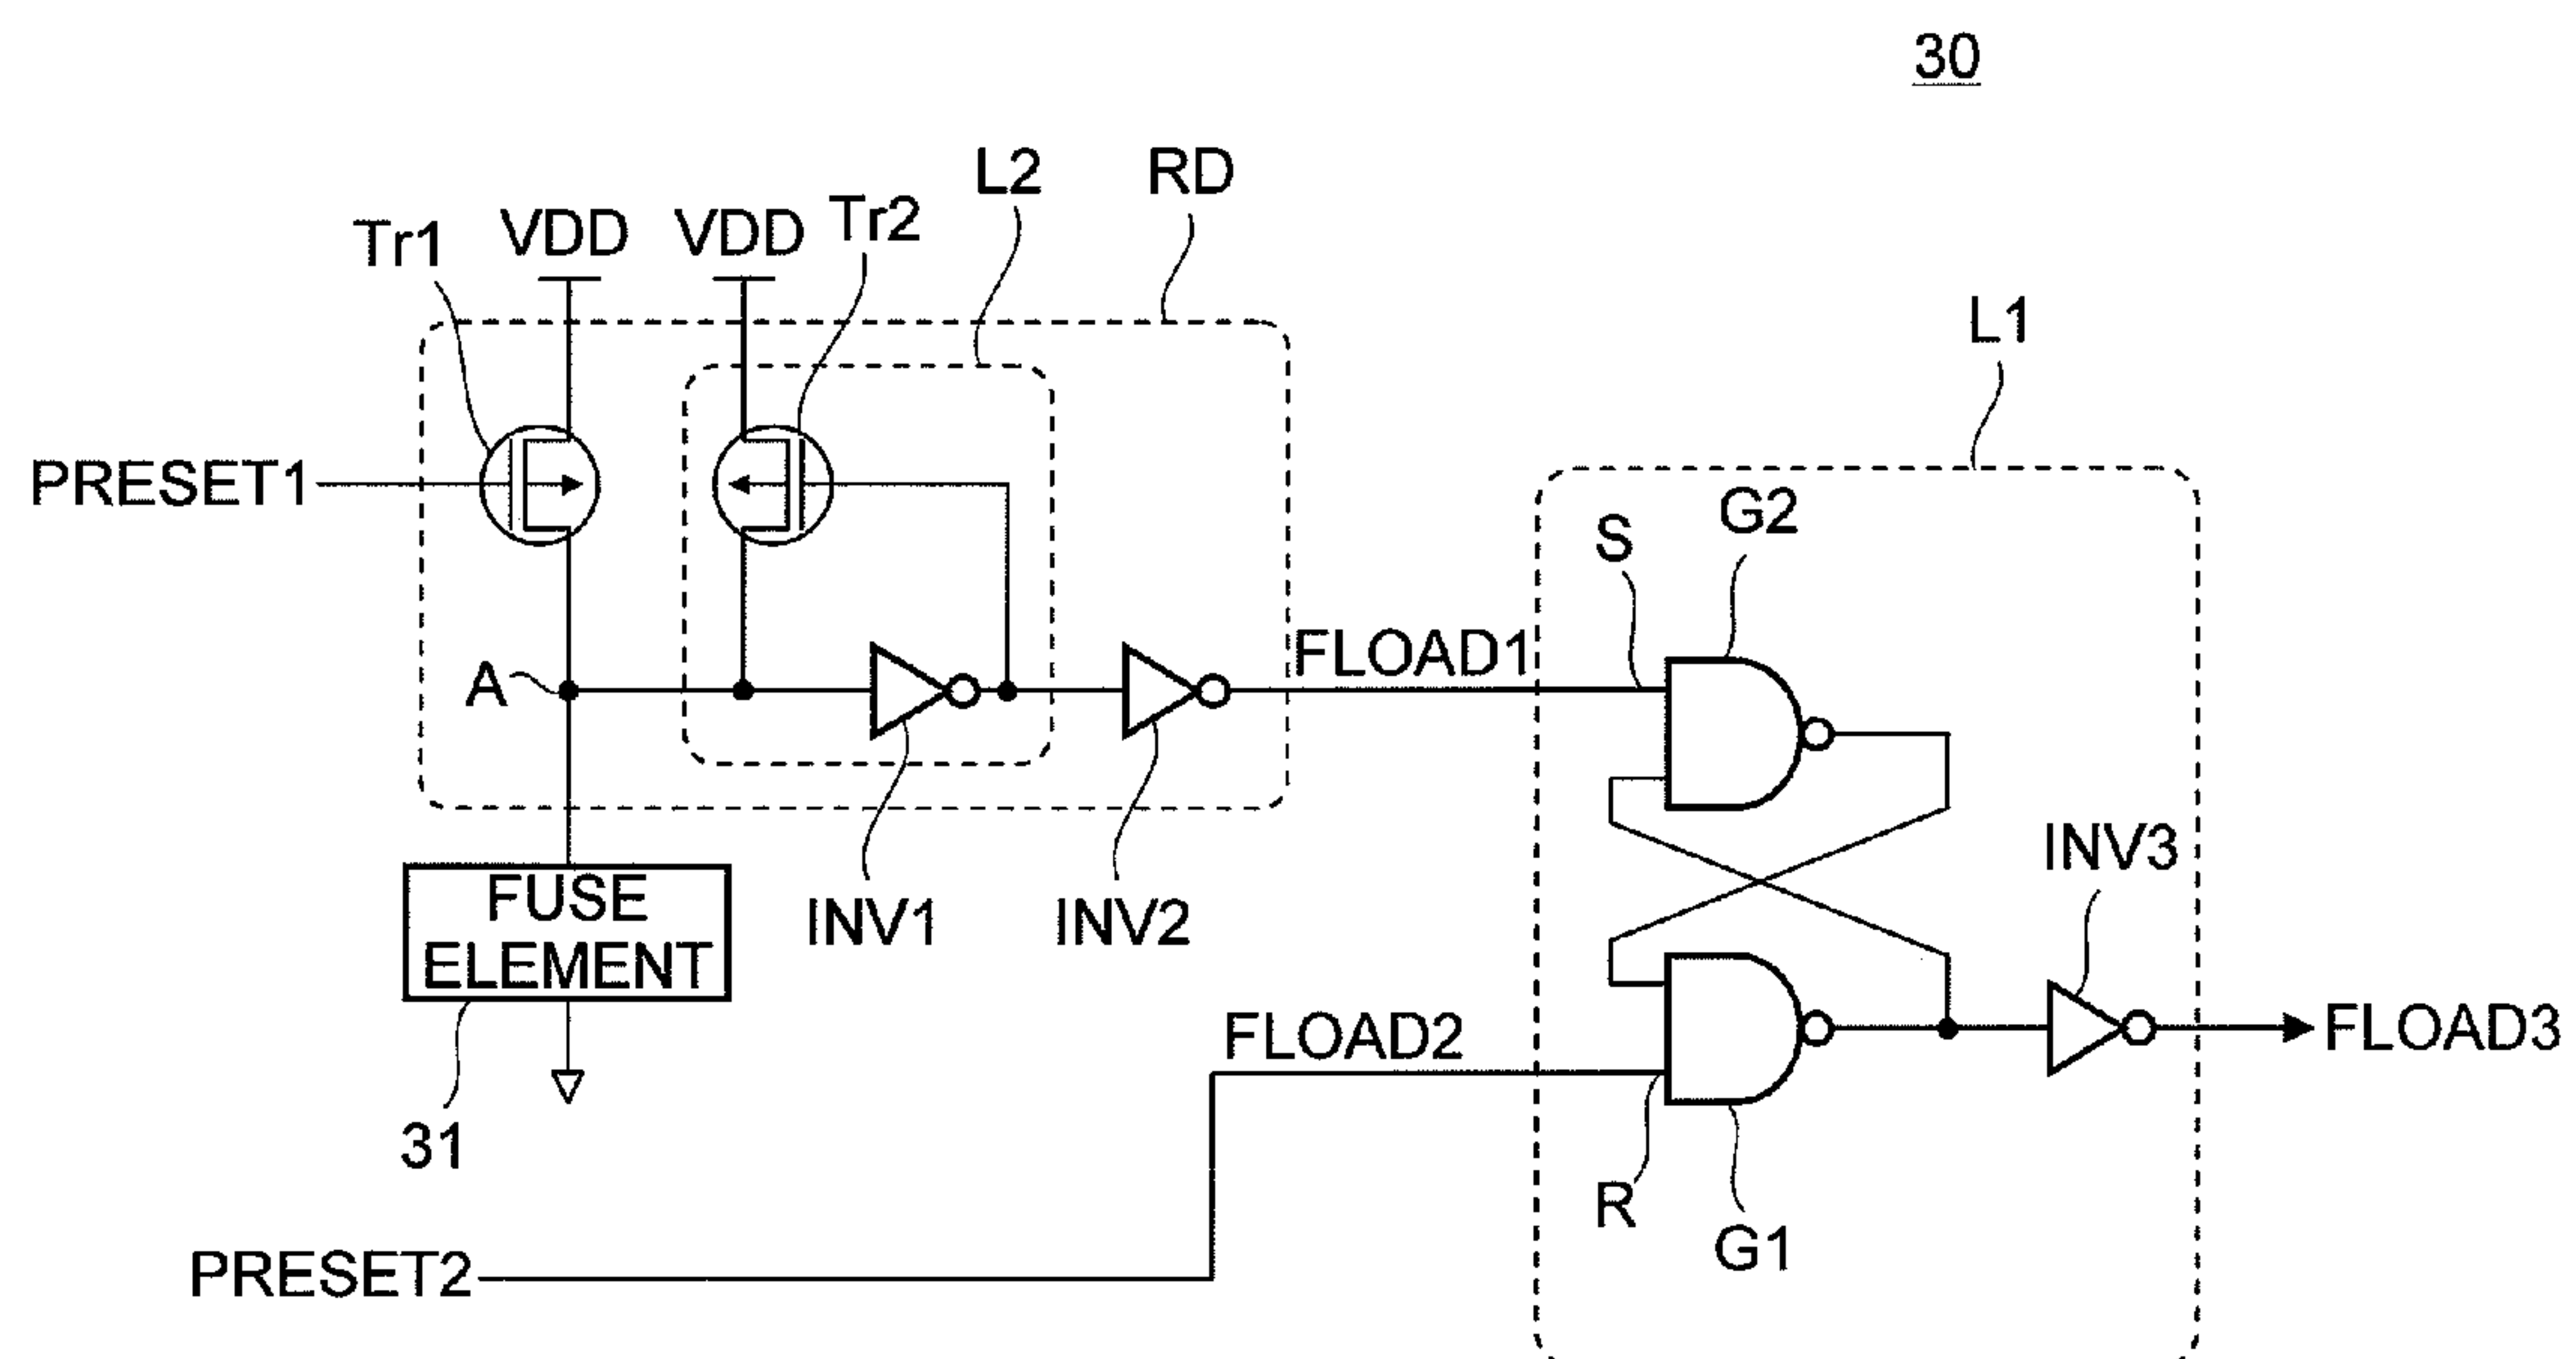 30
L2
RD
Tr1
VDD
VDD
Tr2
L1
PRESET1
S
G2
A
FLOAD1
FUSE
ELEMENT
INV1
INV2
INV3
FLOAD2
FLOAD3
31
R
G1
PRESET2